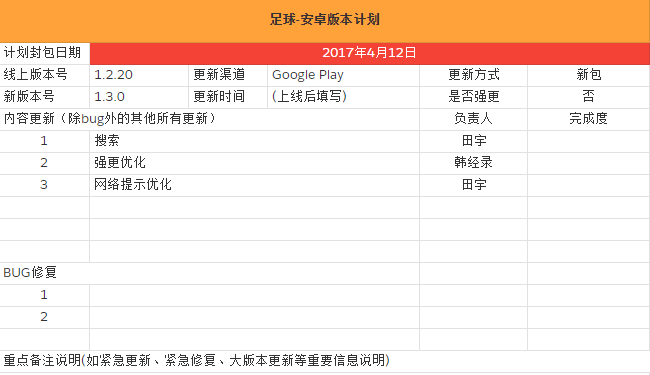 足球-安卓版本计划
计划封包日期 2017年4月12日
线上版本号 1.2.20 更新渠道 Google Play 更新方式 新包
新版本号 1.3.0 更新时间 (上线后填写) 是否强更 否
内容更新（除bug外的其他所有更新） 负责人 完成度
1 搜索 田宇
2 强更优化 韩经录
3 网络提示优化 田宇
BUG修复
1
2
重点备注说明(如紧急更新、紧急修复、大版本更新等重要信息说明)